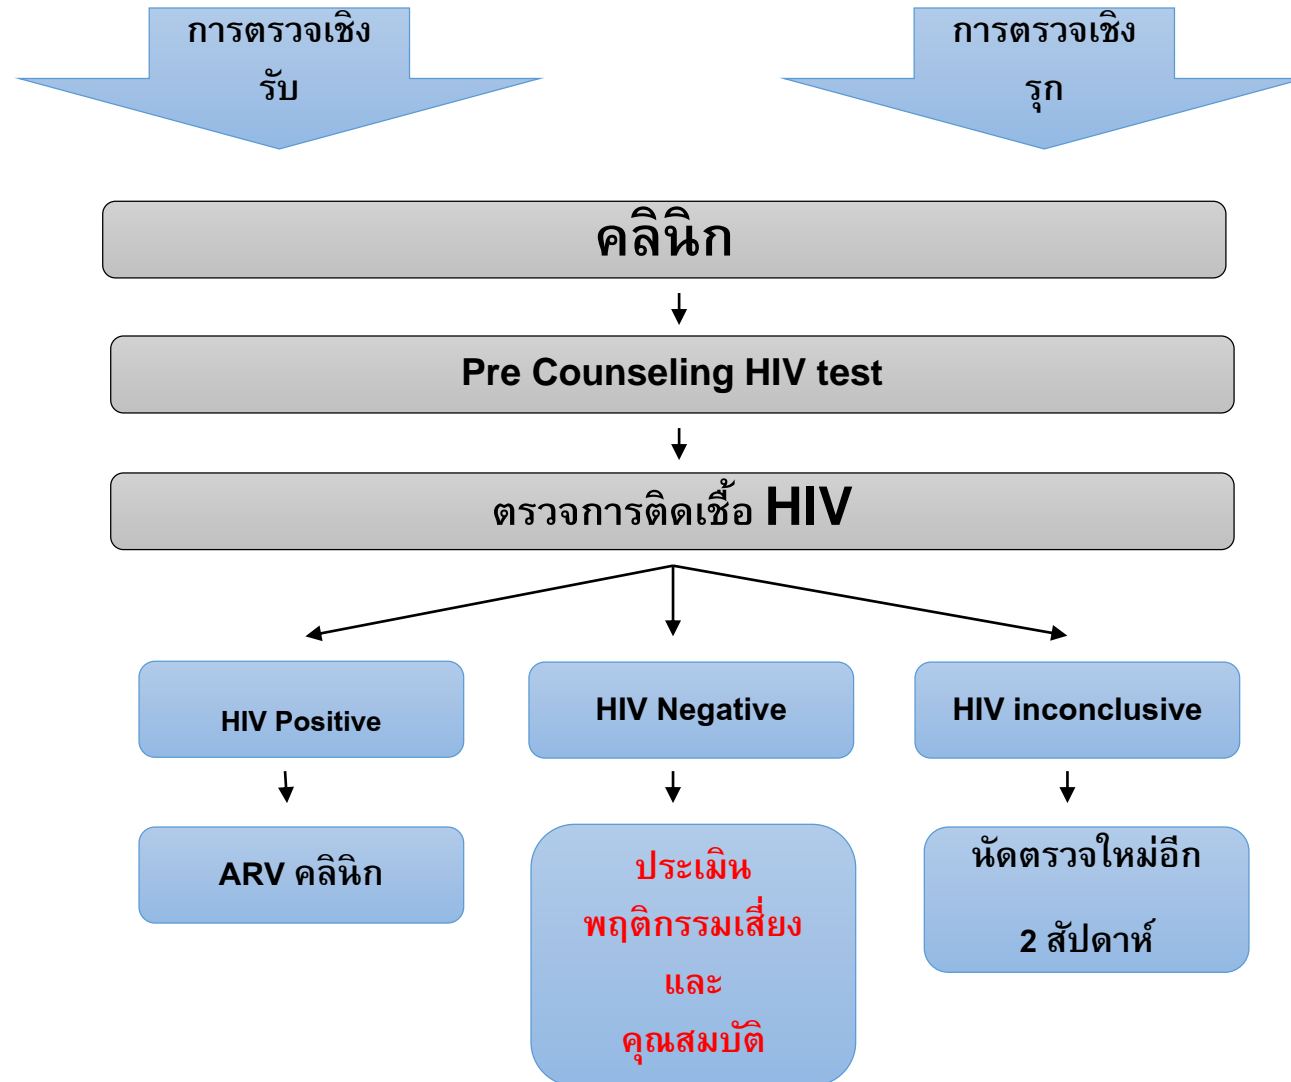 การตรวจเชิง
รับ
การตรวจเชิง
รุก
คลินิก
Pre Counseling HIV test
ตรวจการติดเชื้อ HIV
HIV Positive
HIV Negative
HIV inconclusive
ARV คลินิก
ประเมิน
พฤติกรรมเสี่ยง
และ
คุณสมบัติ
นัดตรวจใหม่อีก
2 สัปดาห์